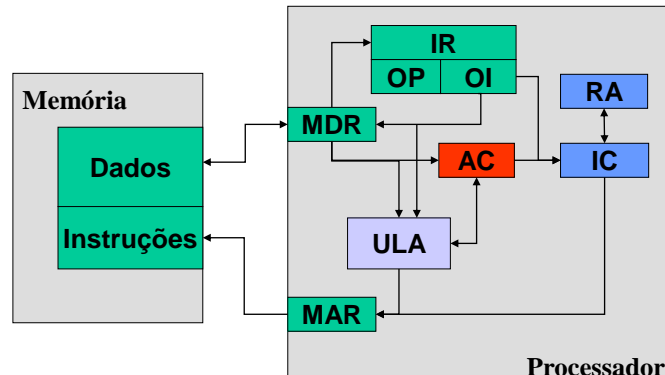 IR
OP OI
Memória
RA
MDR
Dados
AC
IC
Instruções
ULA
MAR
Processador